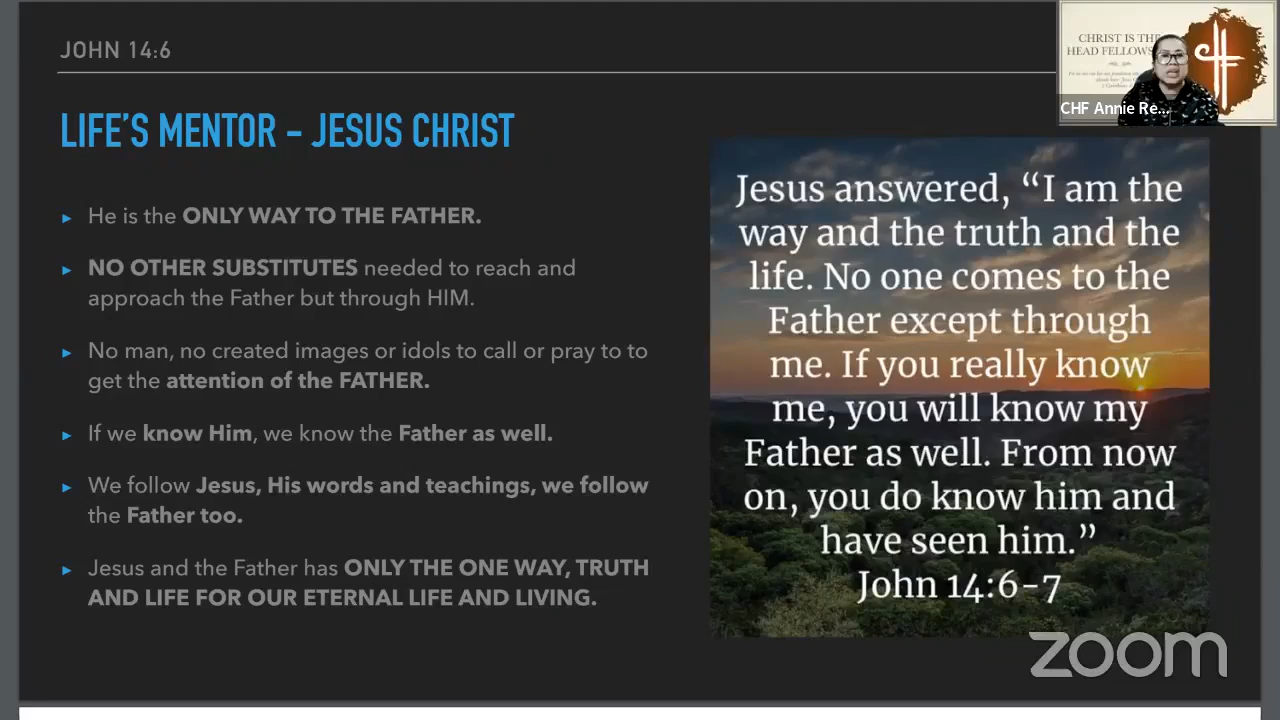 JOHN 14:6
LIFE'S MENTOR – JESUS CHRIST
▸ He is the ONLY WAY TO THE FATHER.
▸ NO OTHER SUBSTITUTES needed to reach and
approach the Father but through HIM.
▸ No man, no created images or idols to call or pray to to
get the attention of the FATHER.
▸ If we know Him, we know the Father as well.
▸ We follow Jesus, His words and teachings, we follow
the Father too.
▸ Jesus and the Father has ONLY THE ONE WAY, TRUTH
AND LIFE FOR OUR ETERNAL LIFE AND LIVING.
Jesus answered, “I am the
way and the truth and the
life. No one comes to the
Father except through
me. If you really know
me, you will know my
Father as well. From now
on, you do know him and
have seen him.”
John 14:6-7
CHRIST IS THE
HEAD
CHF Annie Re...
zoom